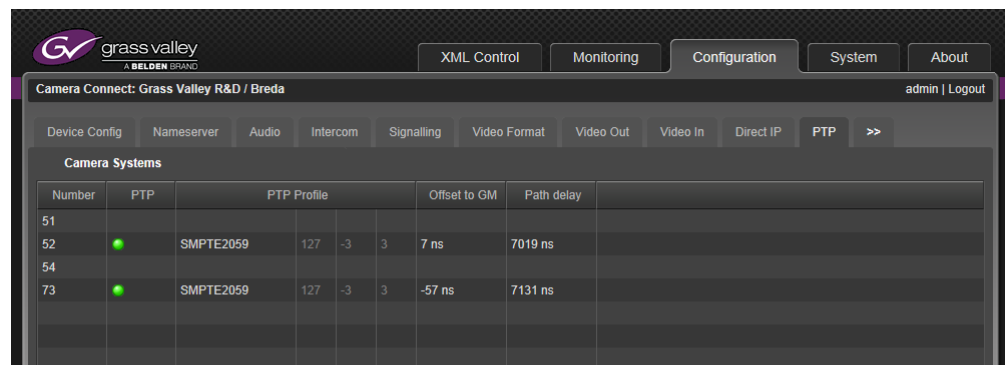 GV grass valley
A BELDEN BRAND
XML Control Monitoring Configuration System About
Camera Connect: Grass Valley R&D / Breda admin | Logout
Device Config Nameserver Audio Intercom Signalling Video Format Video Out Video In Direct IP PTP >>
Camera Systems
Number PTP PTP Profile Offset to GM Path delay
51
52 SMPTE2059 127 -3 3 7 ns 7019 ns
54
73 SMPTE2059 127 -3 3 -57 ns 7131 ns